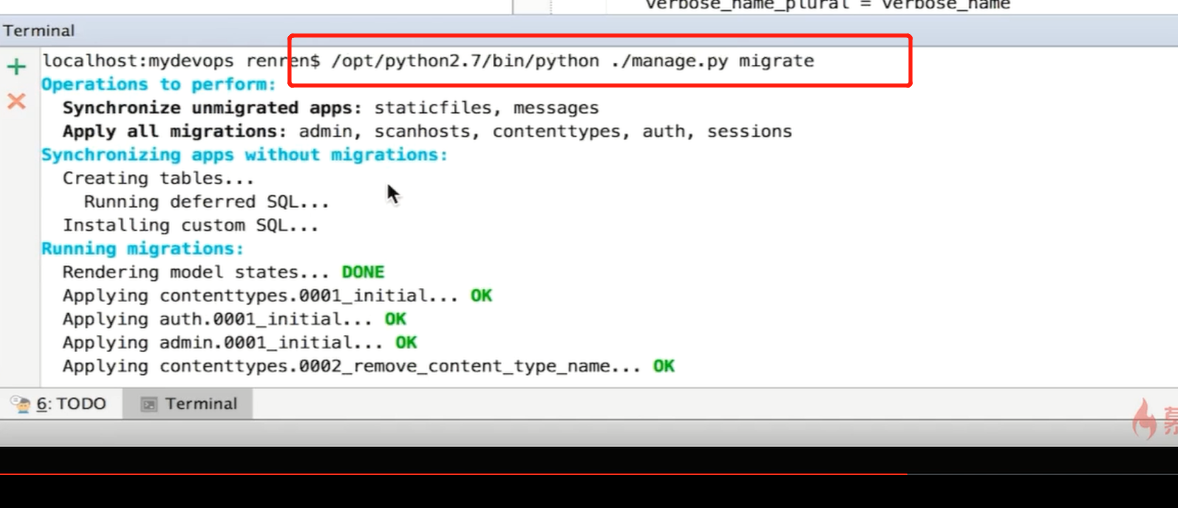 verbose_name_plural = verbose_name
Terminal
localhost:mydevops renren$ /opt/python2.7/bin/python ./manage.py migrate
Operations to perform:
Synchronize unmigrated apps: staticfiles, messages
Apply all migrations: admin, scanhosts, contenttypes, auth, sessions
Synchronizing apps without migrations:
Creating tables...
Running deferred SQL...
Installing custom SQL...
Running migrations:
Rendering model states... DONE
Applying contenttypes.0001_initial... OK
Applying auth.0001_initial... OK
Applying admin.0001_initial... OK
Applying contenttypes.0002_remove_content_type_name... OK
6: TODO Terminal